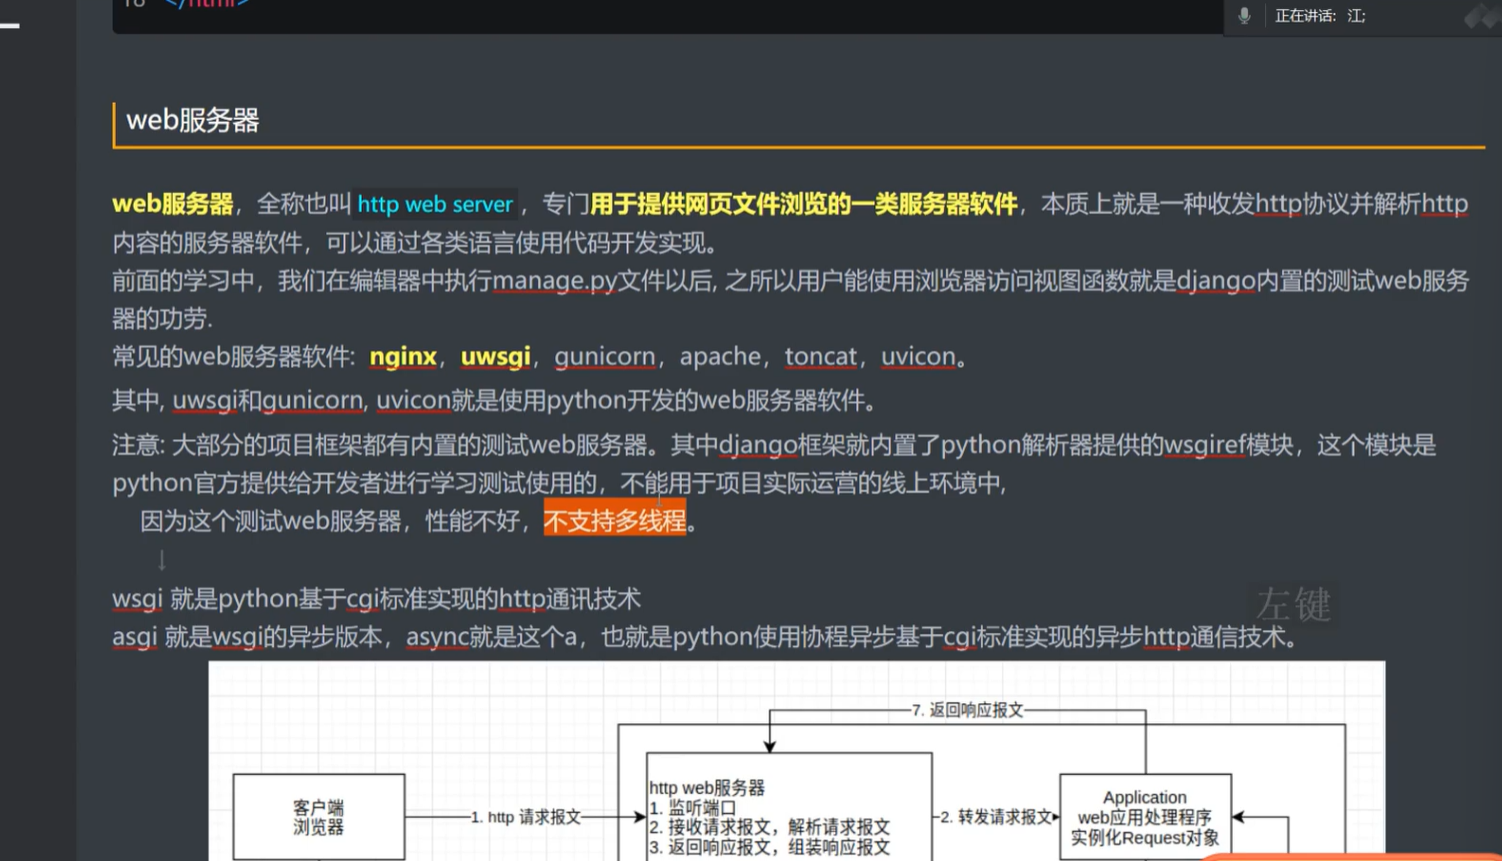 18 </html>
正在讲话: 江;
web服务器
web服务器，全称也叫 http web server ，专门用于提供网页文件浏览的一类服务器软件，本质上就是一种收发http协议并解析http
内容的服务器软件，可以通过各类语言使用代码开发实现。
前面的学习中，我们在编辑器中执行manage.py文件以后, 之所以用户能使用浏览器访问视图函数就是django内置的测试web服务
器的功劳.
常见的web服务器软件: nginx，uwsgi，gunicorn，apache，toncat，uvicon。
其中, uwsgi和gunicorn, uvicon就是使用python开发的web服务器软件。
注意: 大部分的项目框架都有内置的测试web服务器。其中django框架就内置了python解析器提供的wsgiref模块，这个模块是
python官方提供给开发者进行学习测试使用的，不能用于项目实际运营的线上环境中,
因为这个测试web服务器，性能不好，不支持多线程。
↓
wsgi 就是python基于cgi标准实现的http通讯技术
左键
asgi 就是wsgi的异步版本，async就是这个a，也就是python使用协程异步基于cgi标准实现的异步http通信技术。
7. 返回响应报文
客户端
浏览器
1. http 请求报文
http web服务器
1. 监听端口
2. 接收请求报文，解析请求报文
3. 返回响应报文，组装响应报文
2. 转发请求报文
Application
web应用处理程序
实例化Request对象